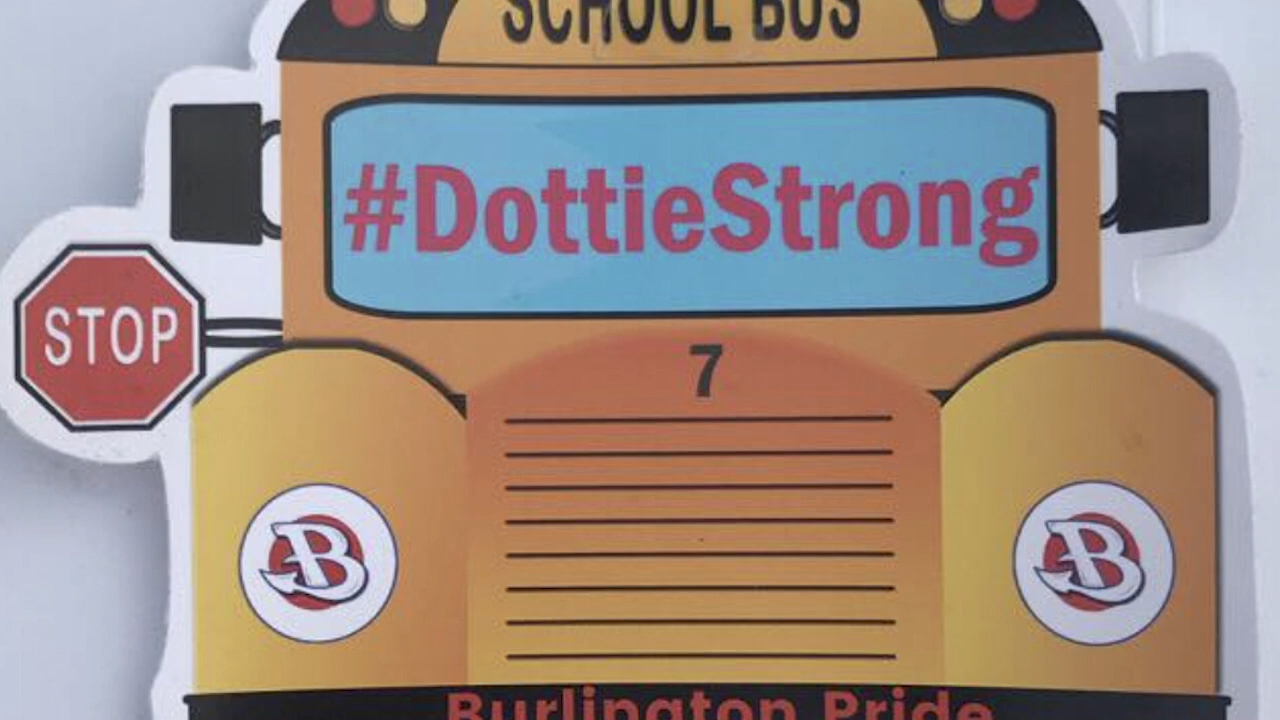 SCHOOL BUS
#DottieStrong
STOP
7
B
B
Burlington Pride